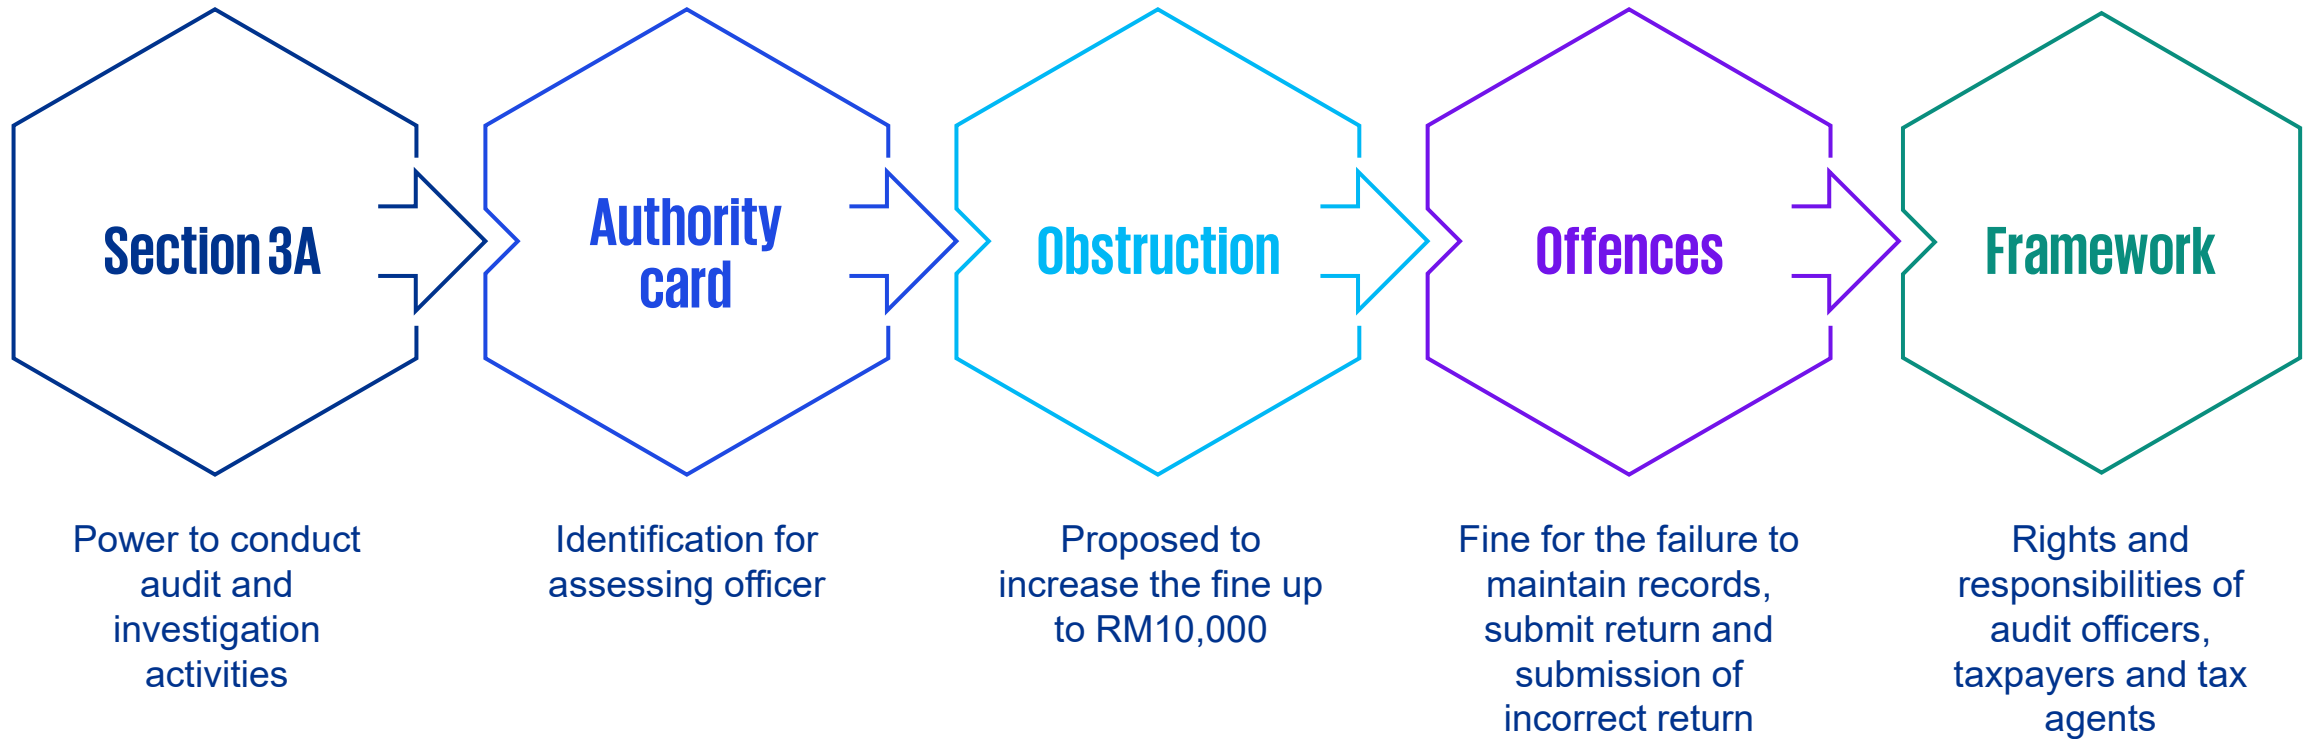 Section 3A
Authority
card
Obstruction
Offences
Framework
Power to conduct
audit and
investigation
activities
Identification for
assessing officer
Proposed to
increase the fine up
to RM10,000
Fine for the failure to
maintain records,
submit return and
submission of
incorrect return
Rights and
responsibilities of
audit officers,
taxpayers and tax
agents